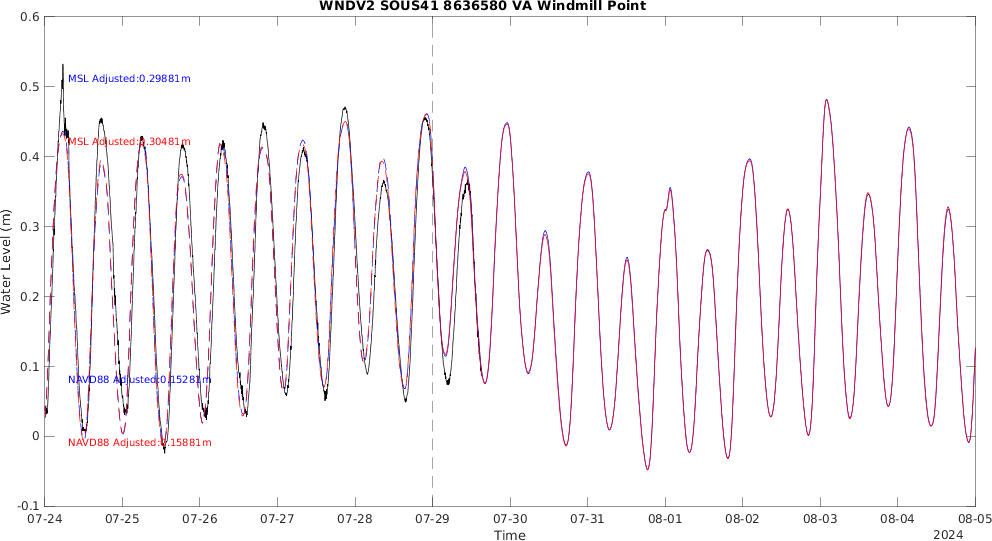 WNDV2 SOUS41 8636580 VA Windmill Point
0.6
0.5
0.4
0.3
0.2
0.1
0
-0.1
Water Level (m)
MSL Adjusted:0.29881m
MSL Adjusted:0.30481m
NAVD88 Adjusted:0.15281m
NAVD88 Adjusted:0.15881m
07-24 07-25 07-26 07-27 07-28 07-29 07-30 07-31 08-01 08-02 08-03 08-04 08-05
Time
2024